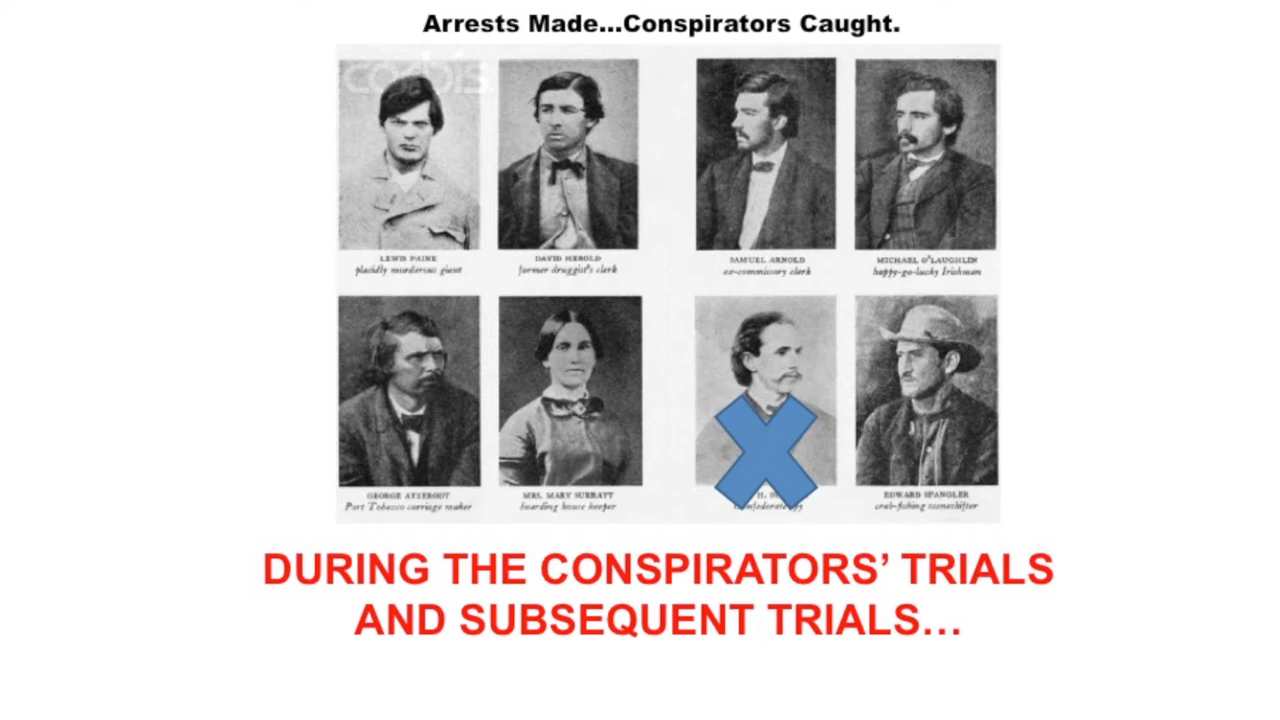 Arrests Made...Conspirators Caught.
corbis.
LEWIS PAINE
placidly murderous giant
DAVID HEROLD
former druggist's clerk
SAMUEL ARNOLD
ex-commissary clerk
MICHAEL O'LAUGHLIN
happy-go-lucky Irishman
GEORGE ATZERODT
Port Tobacco carriage maker
MRS. MARY SURRATT
boarding house keeper
H.
EDWARD SPANGLER
crab-fishing sceneshifter
DURING THE CONSPIRATORS' TRIALS
AND SUBSEQUENT TRIALS...